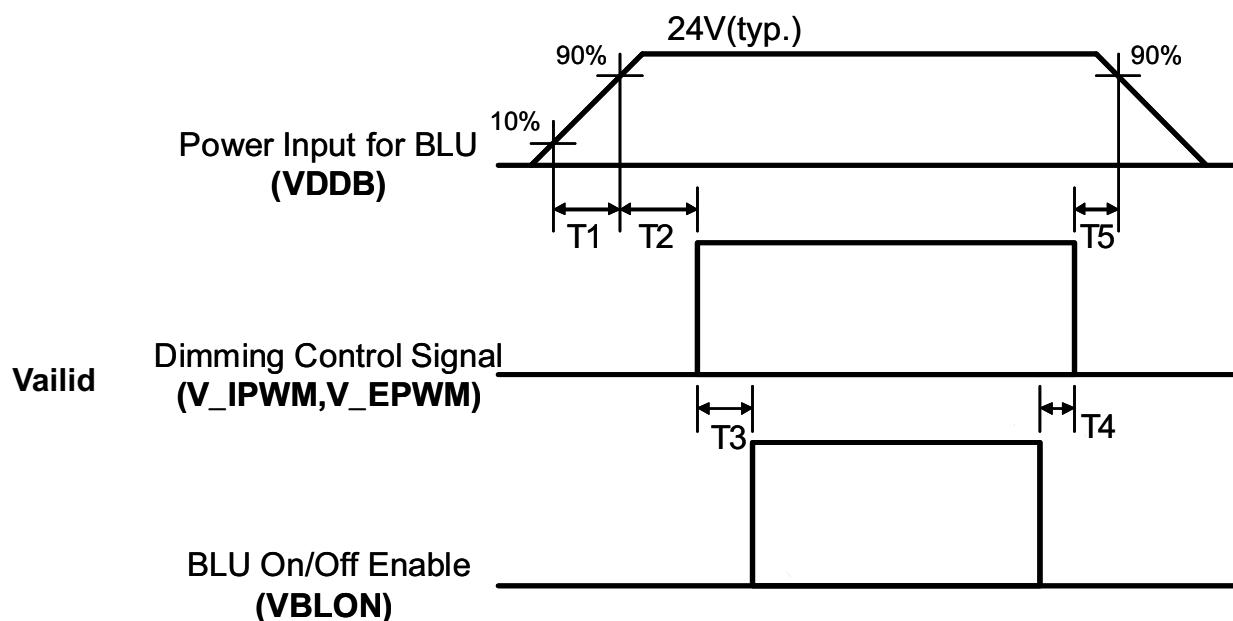 24V(typ.)
90%
90%
10%
Power Input for BLU
(VDDB)
T1
T2
T5
Dimming Control Signal
Vailid
(V_IPWM,V_EPWM)
T3
T4
BLU On/Off Enable
(VBLON)